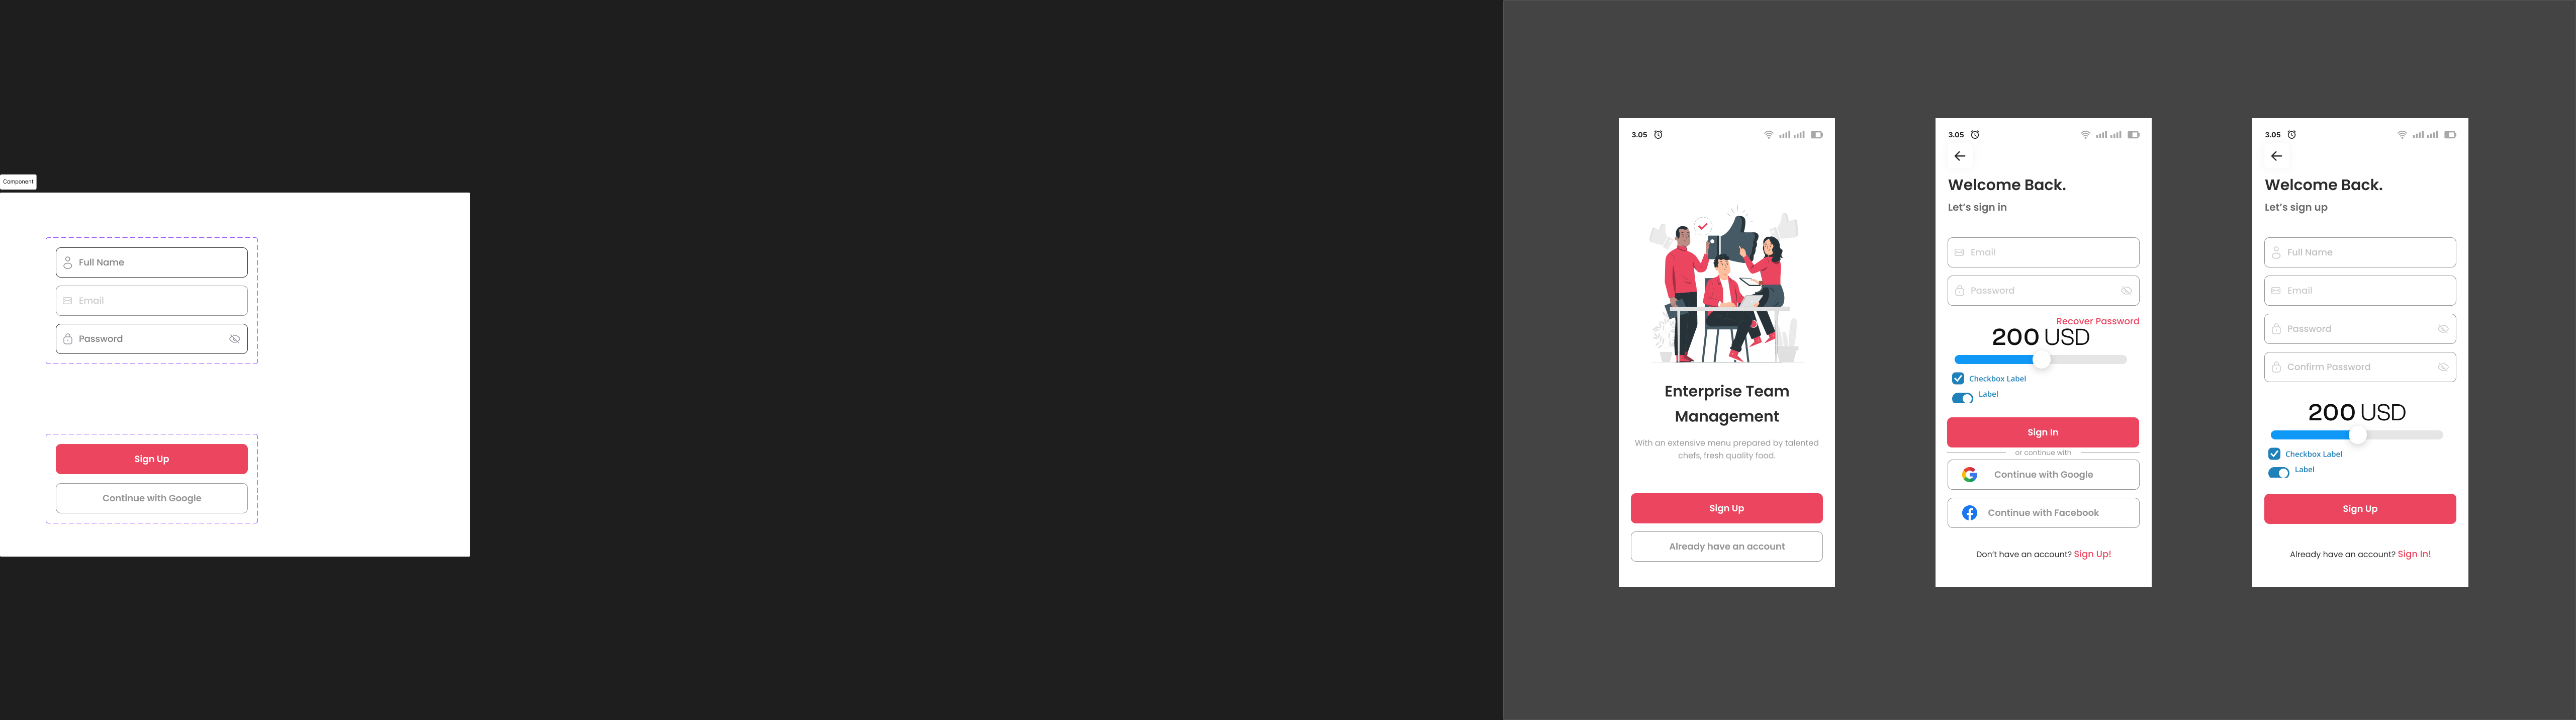 Component
Full Name
Email
Password
Sign Up
Continue with Google
3.05
Enterprise Team
Management
With an extensive menu prepared by talented
chefs, fresh quality food.
Sign Up
Already have an account
3.05
Welcome Back.
Let’s sign in
Email
Password
Recover Password
200 USD
Checkbox Label
Label
Sign In
or continue with
Continue with Google
Continue with Facebook
Don’t have an account? Sign Up!
3.05
Welcome Back.
Let’s sign up
Full Name
Email
Password
Confirm Password
200 USD
Checkbox Label
Label
Sign Up
Already have an account? Sign In!